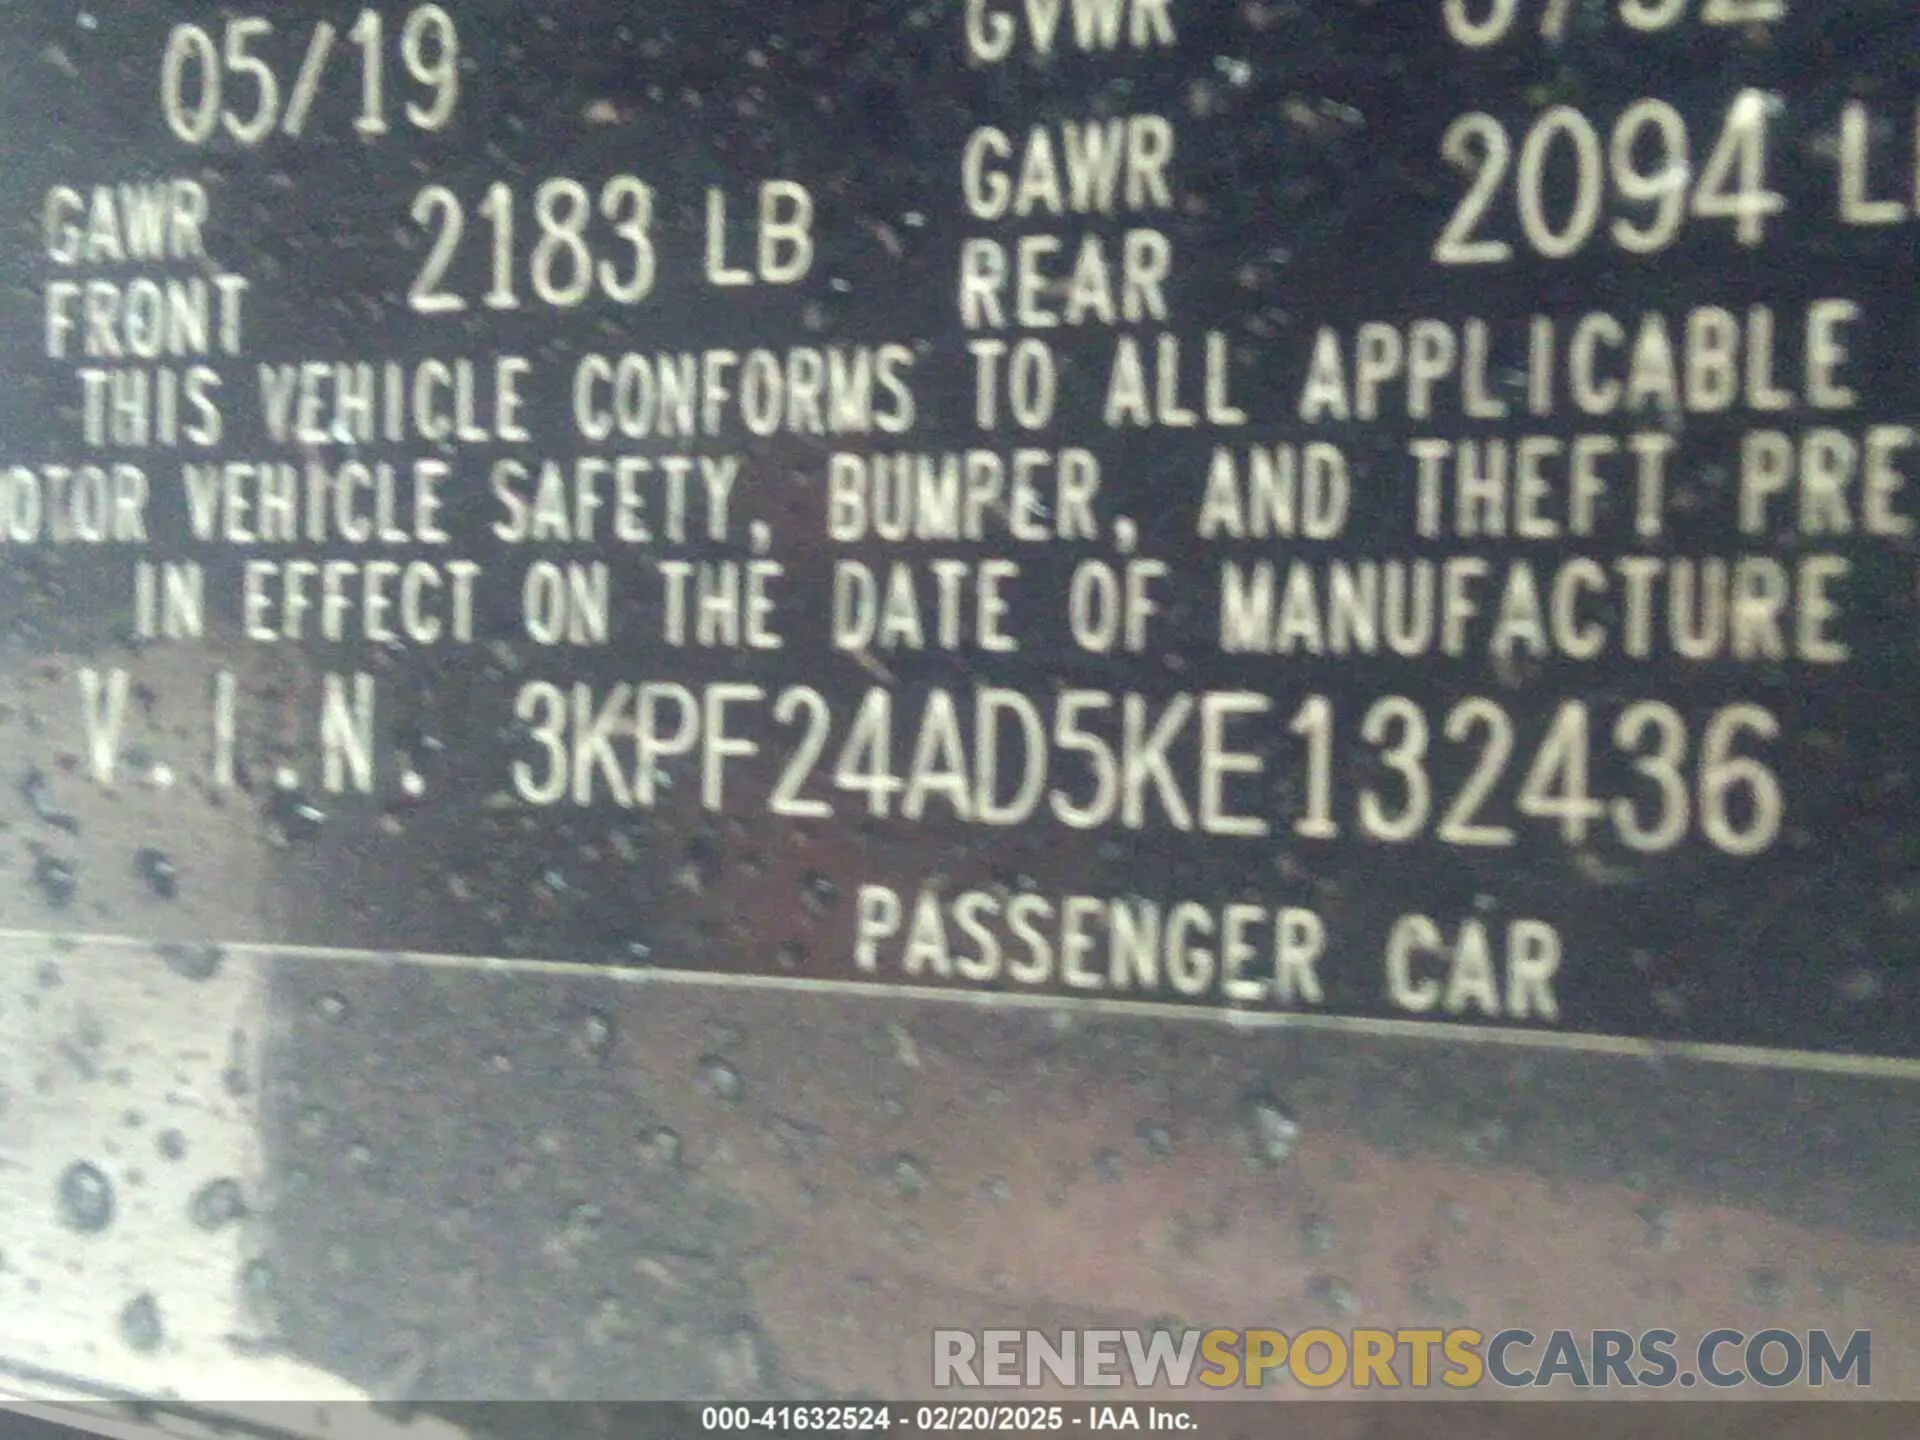 05/19 GVWR
GAWR FRONT 2183 LB GAWR REAR 2094 L
THIS VEHICLE CONFORMS TO ALL APPLICABLE
OTOR VEHICLE SAFETY, BUMPER, AND THEFT PRE
IN EFFECT ON THE DATE OF MANUFACTURE
V.I.N. 3KPF24AD5KE132436
PASSENGER CAR
RENEWSPORTSCARS.COM
000-41632524 - 02/20/2025 - IAA Inc.